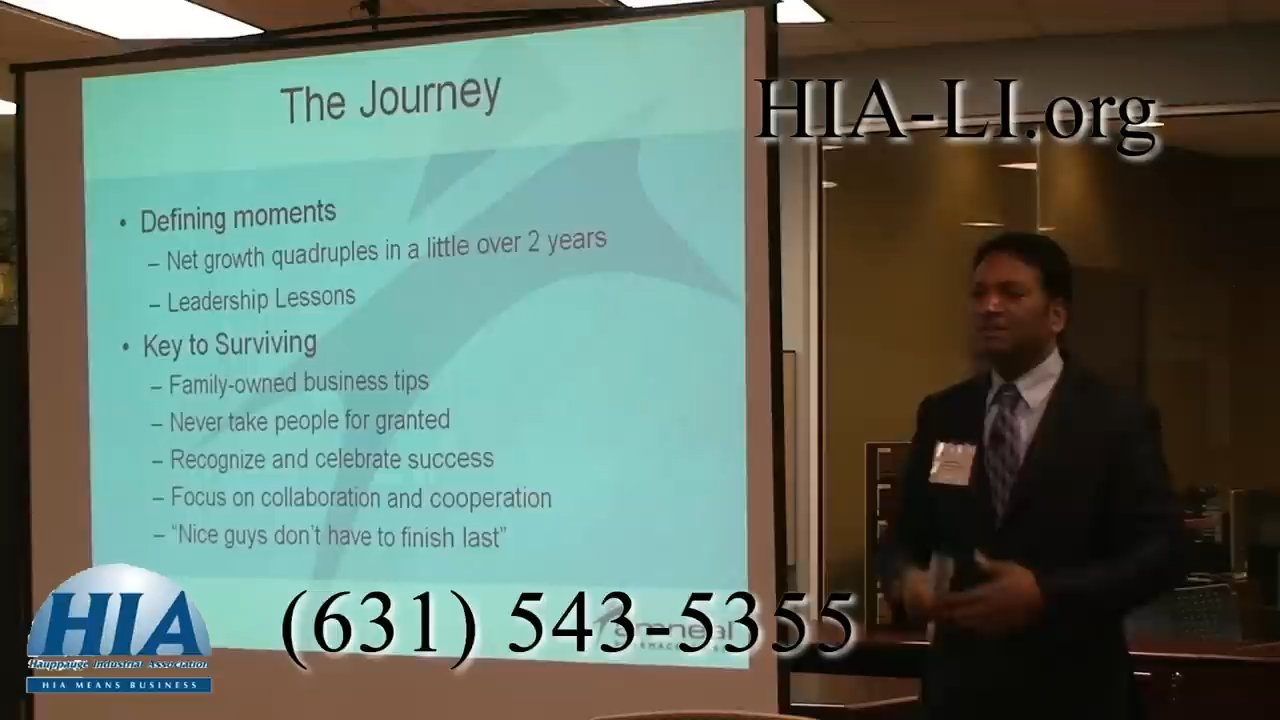 The Journey
HIA-LI.org
• Defining moments
– Net growth quadruples in a little over 2 years
– Leadership Lessons
• Key to Surviving
– Family-owned business tips
– Never take people for granted
– Recognize and celebrate success
– Focus on collaboration and cooperation
– “Nice guys don’t have to finish last”
amneal
(631) 543-5355
HIA
Hauppauge Industrial Association
HIA MEANS BUSINESS